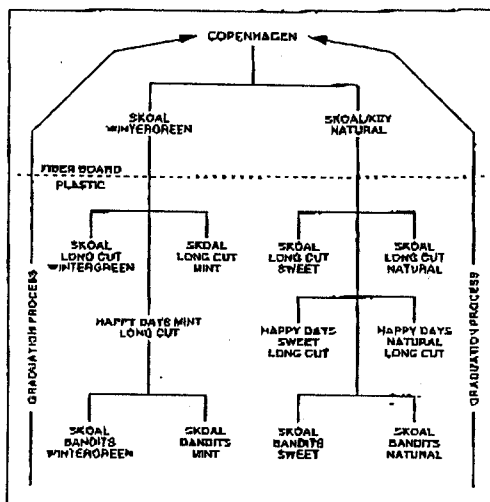 COPENHAGEN
SKOAL
WINTERGREEN
SKOAL/KEY
NATURAL
FIBER BOARD
PLASTIC
SKOAL
LONG CUT
WINTERGREEN
SKOAL
LONG CUT
MINT
SKOAL
LONG CUT
SWEET
SKOAL
LONG CUT
NATURAL
HAPPY DAYS MINT
LONG CUT
HAPPY DAYS
SWEET
LONG CUT
HAPPY DAYS
NATURAL
LONG CUT
SKOAL
BANDITS
WINTERGREEN
SKOAL
BANDITS
MINT
SKOAL
BANDITS
SWEET
SKOAL
BANDITS
NATURAL
GRADUATION PROCESS
GRADUATION PROCESS